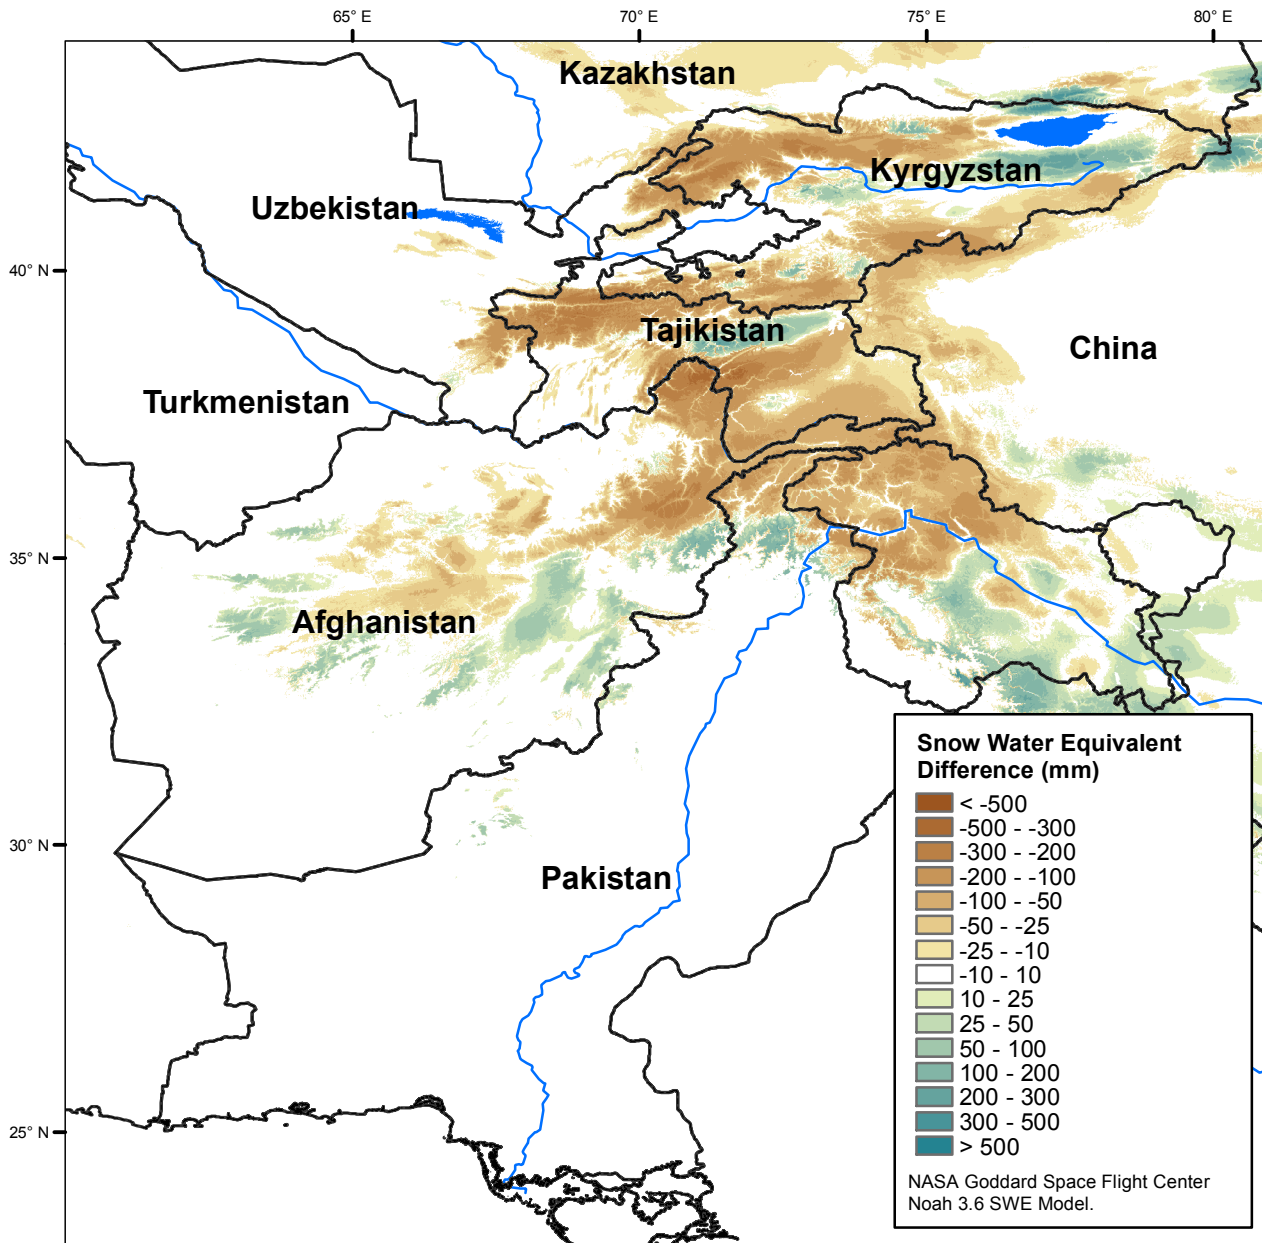 65° E
70° E
75° E
80° E
Kazakhstan
Kyrgyzstan
Uzbekistan
40° N
Tajikistan
China
Turkmenistan
35° N
Afghanistan
Snow Water Equivalent
Difference (mm)
< -500
-500 - -300
-300 - -200
-200 - -100
-100 - -50
-50 - -25
-25 - -10
-10 - 10
10 - 25
25 - 50
50 - 100
100 - 200
200 - 300
300 - 500
> 500
NASA Goddard Space Flight Center
Noah 3.6 SWE Model.
30° N
Pakistan
25° N